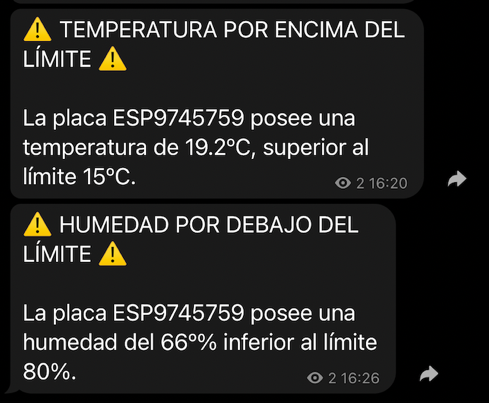 ⚠️ TEMPERATURA POR ENCIMA DEL
LÍMITE ⚠️
La placa ESP9745759 posee una
temperatura de 19.2ºC, superior al
límite 15ºC.
2 16:20
⚠️ HUMEDAD POR DEBAJO DEL
LÍMITE ⚠️
La placa ESP9745759 posee una
humedad del 66º% inferior al límite
80%.
2 16:26